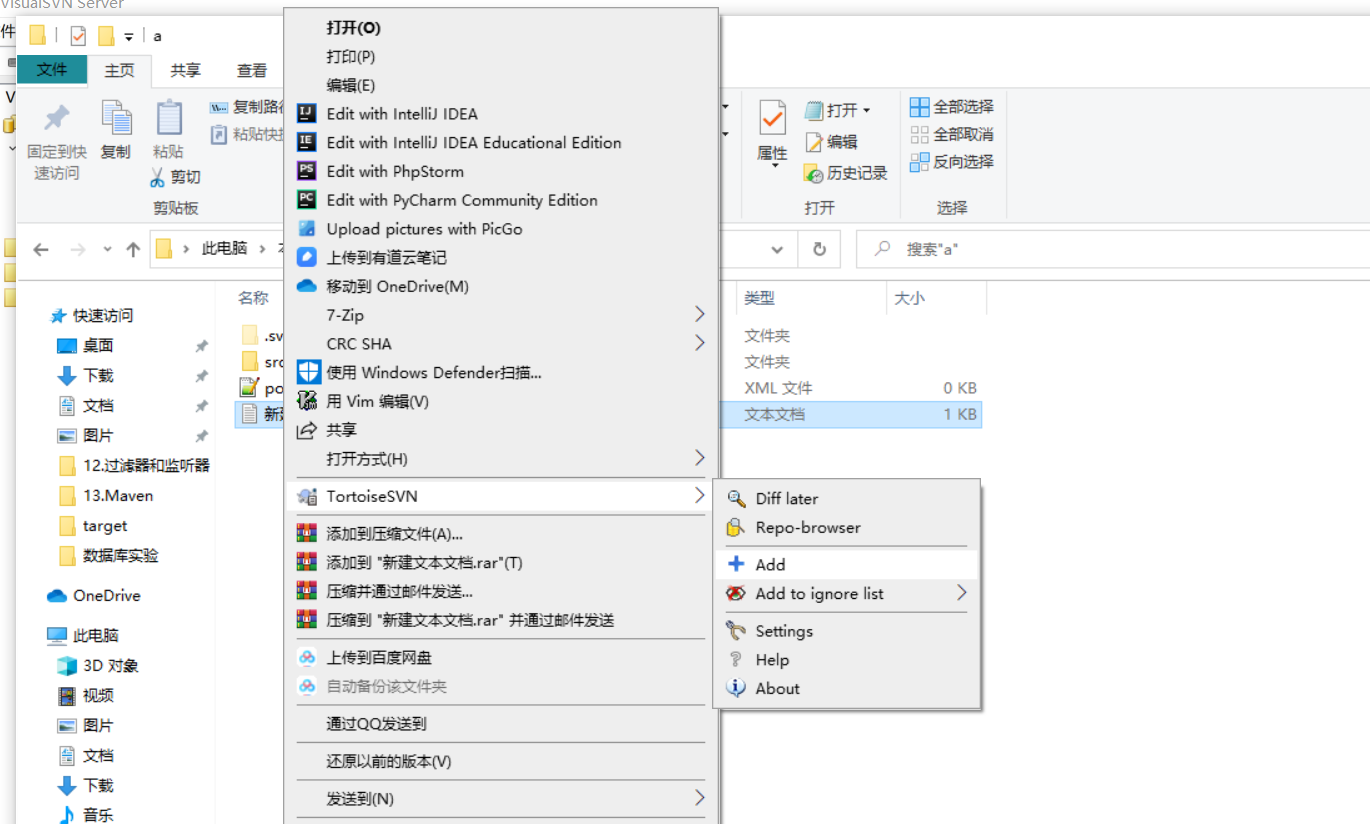 VisualSVN Server
件
a
文件
主页
共享
查看
固定到快
速访问
复制
粘贴
复制路径
粘贴快捷
剪切
剪贴板
属性
打开
编辑
历史记录
打开
全部选择
全部取消
反向选择
选择
此电脑
搜索"a"
名称
类型
大小
.sv
文件夹
src
文件夹
po
XML 文件
0 KB
新建
文本文档
1 KB
快速访问
桌面
下载
文档
图片
12.过滤器和监听器
13.Maven
target
数据库实验
OneDrive
此电脑
3D 对象
视频
图片
文档
下载
音乐
打开(O)
打印(P)
编辑(E)
Edit with IntelliJ IDEA
Edit with IntelliJ IDEA Educational Edition
Edit with PhpStorm
Edit with PyCharm Community Edition
Upload pictures with PicGo
上传到有道云笔记
移动到 OneDrive(M)
7-Zip
CRC SHA
使用 Windows Defender扫描...
用 Vim 编辑(V)
共享
打开方式(H)
TortoiseSVN
添加到压缩文件(A)...
添加到 "新建文本文档.rar"(T)
压缩并通过邮件发送...
压缩到 "新建文本文档.rar" 并通过邮件发送
上传到百度网盘
自动备份该文件夹
通过QQ发送到
还原以前的版本(V)
发送到(N)
Diff later
Repo-browser
Add
Add to ignore list
Settings
Help
About